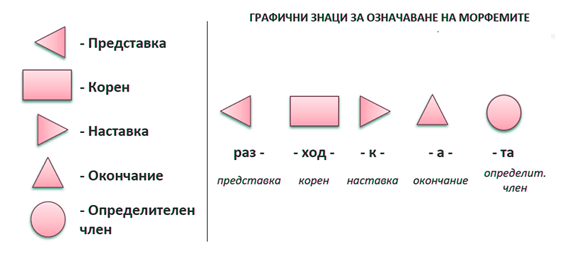 - Представка
- Корен
- Наставка
- Окончание
- Определителен
член
ГРАФИЧНИ ЗНАЦИ ЗА ОЗНАЧАВАНЕ НА МОРФЕМИТЕ
раз - - ход - - к - - а - - та
представка корен наставка окончание определит.
член